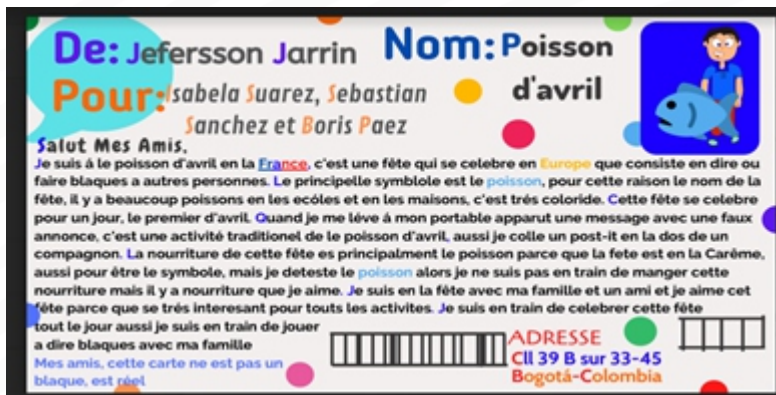 De: Jefersson Jarrin
Nom: Poisson d'avril
Pour: Isabela Suarez, Sebastian
Sanchez et Boris Paez
Salut Mes Amis.
Je suis á le poisson d'avril en la France, c'est une fête qui se celebre en Europe que consiste en dire ou
faire blaques a autres personnes. Le principelle symblole est le poisson, pour cette raison le nom de la
fête, il y a beaucoup poissons en les ecóles et en les maisons, c'est trés coloride. Cette fête se celebre
pour un jour, le premier d'avril. Quand je me léve á mon portable apparut une message avec une faux
annonce, c'est une activité traditionel de le poisson d'avril, aussi je colle un post-it en la dos de un
compagnon. La nourriture de cette fête es principalment le poisson parce que la fete est en la Carême,
aussi pour être le symbole, mais je deteste le poisson alors je ne suis pas en train de manger cette
nourriture mais il y a nourriture que je aime. Je suis en la fête avec ma famille et un ami et je aime cet
fête parce que se trés interesant pour touts les activites. Je suis en train de celebrer cette fête
tout le jour aussi je suis en train de jouer
a dire blaques avec ma famille
Mes amis, cette carte ne est pas un
blaque, est réel
ADRESSE
Cll 39 B sur 33-45
Bogotá-Colombia